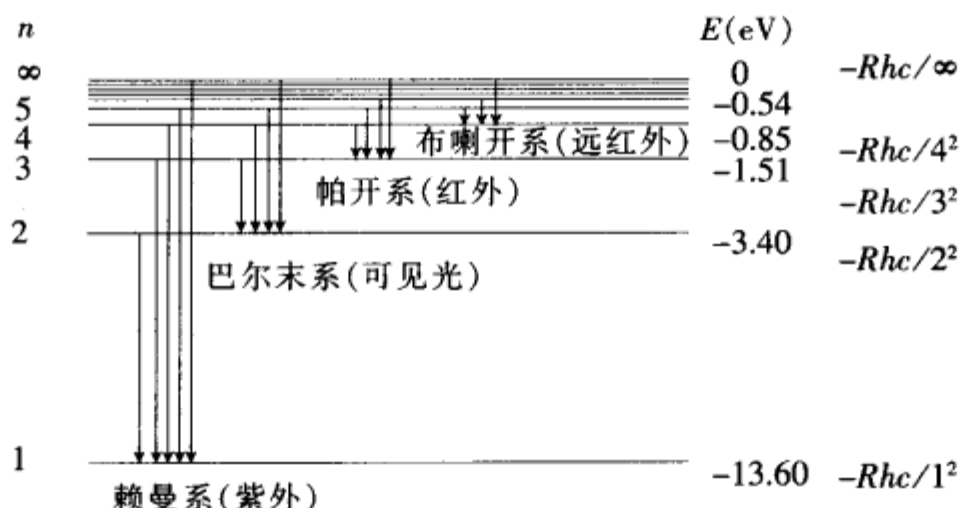 n E(eV)
∞ 0 -Rhc/∞
5 -0.54
4 布喇开系(远红外) -0.85 -Rhc/4²
3 -1.51
帕开系(红外) -Rhc/3²
2 -3.40 -Rhc/2²
巴尔末系(可见光)
1 -13.60 -Rhc/1²
赖曼系(紫外)